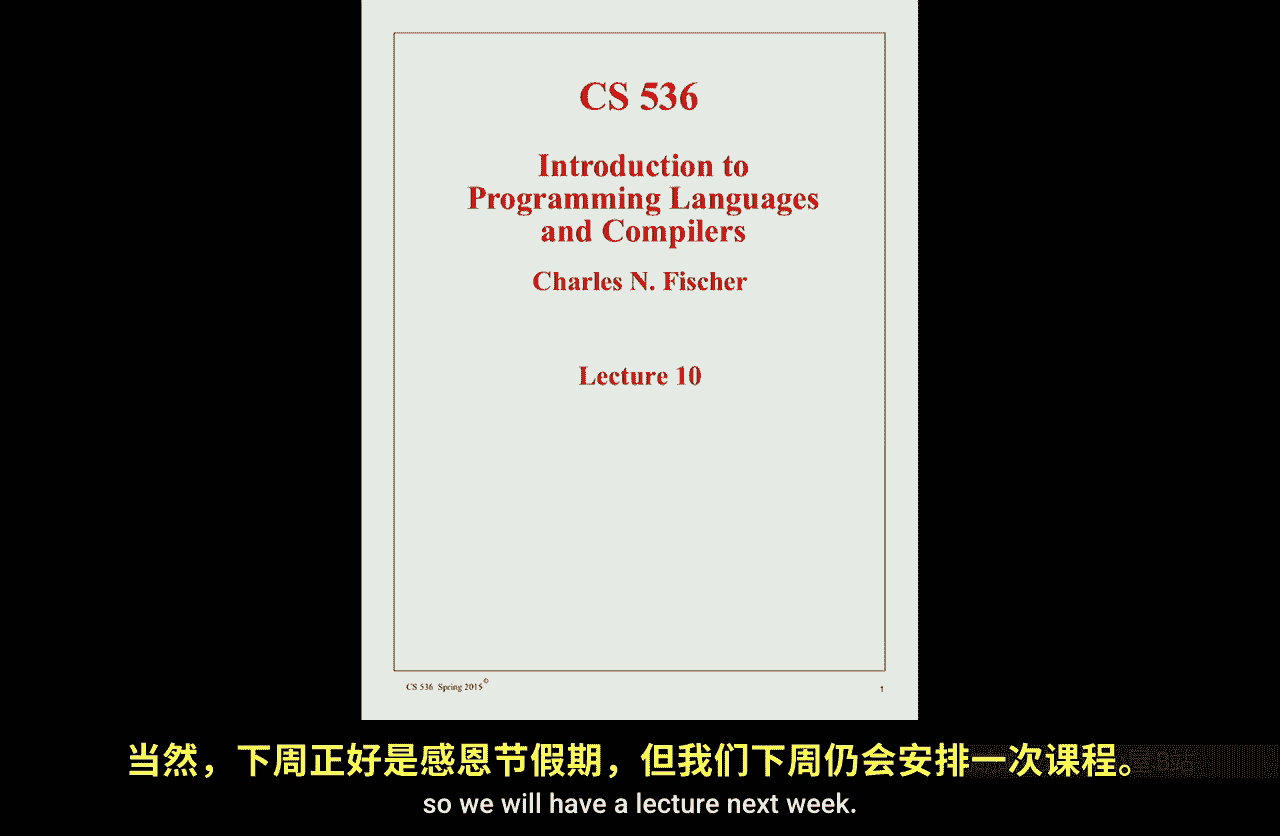 CS 536
Introduction to
Programming Languages
and Compilers
Charles N. Fischer
Lecture 10
CS 536 Spring 2015©
1
当然，下周正好是感恩节假期，但我们下周仍会安排一次课程。
so we will have a lecture next week.